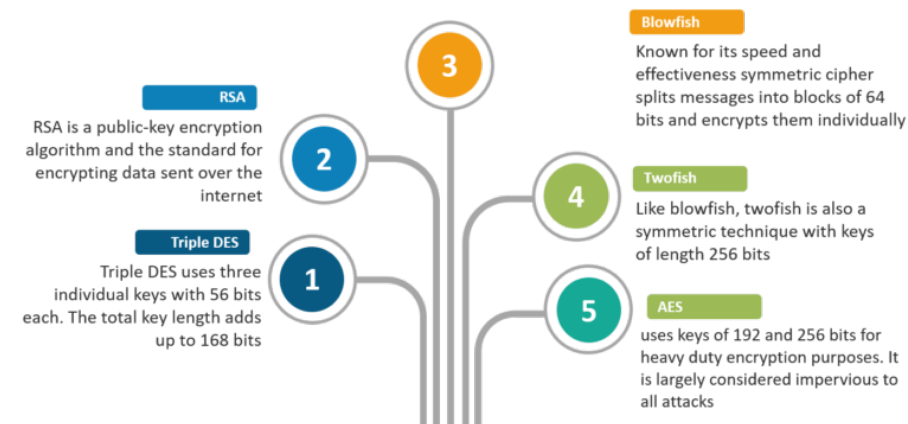 Blowfish
3
Known for its speed and
effectiveness symmetric cipher
splits messages into blocks of 64
bits and encrypts them individually
RSA
RSA is a public-key encryption
algorithm and the standard for
encrypting data sent over the
internet
2
Twofish
4
Like blowfish, twofish is also a
symmetric technique with keys
of length 256 bits
Triple DES
Triple DES uses three
individual keys with 56 bits
each. The total key length adds
up to 168 bits
1
AES
5
uses keys of 192 and 256 bits for
heavy duty encryption purposes. It
is largely considered impervious to
all attacks